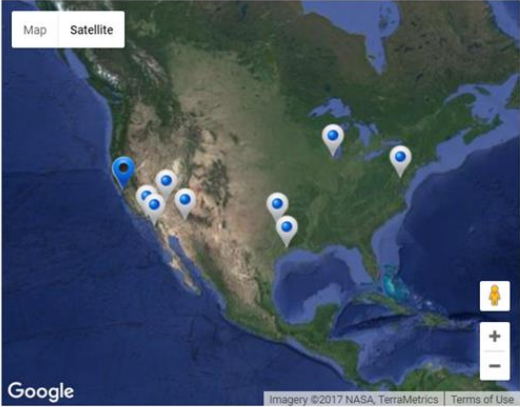 Map Satellite
+
−
Google
Imagery ©2017 NASA, TerraMetrics Terms of Use